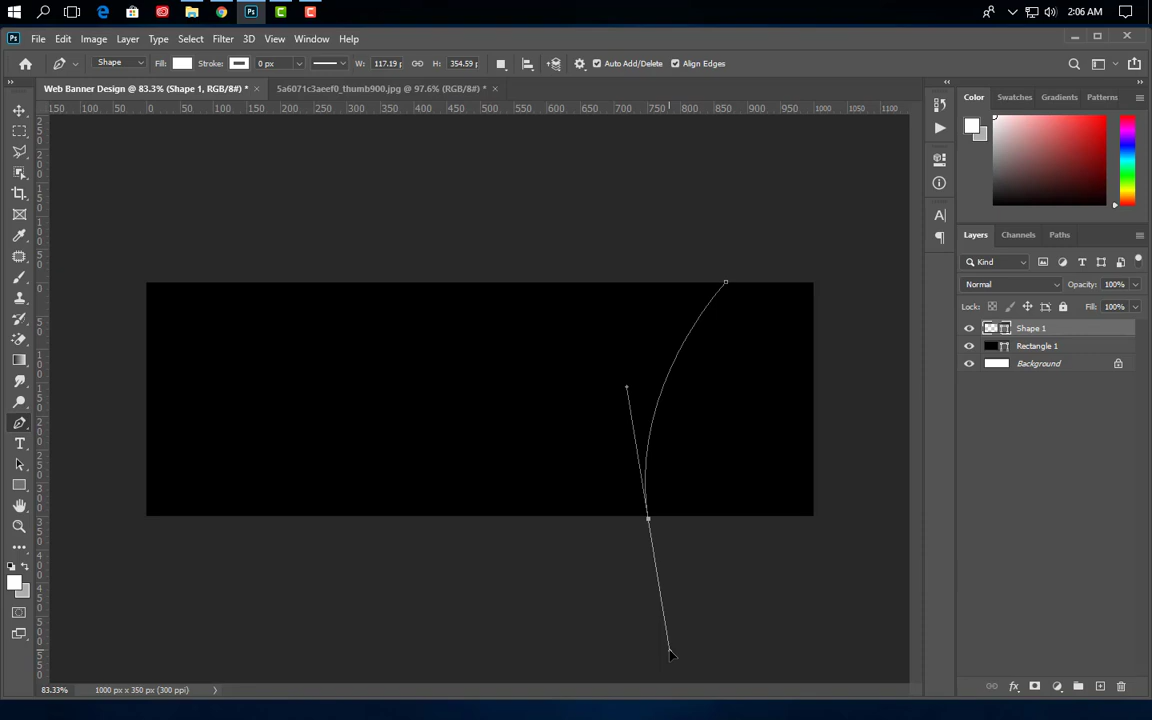 2:06 AM
Ps File Edit Image Layer Type Select Filter 3D View Window Help
Shape Fill: Stroke: 0 px W: 117.19 H: 354.59 Auto Add/Delete Align Edges
Web Banner Design @ 83.3% (Shape 1, RGB/8#) * × 5a6071c3aeef0_thumb900.jpg @ 97.6% (RGB/8#) * ×
150 100 50 0 50 100 150 200 250 300 350 400 450 500 550 600 650 700 750 800 850 900 950 1000 1050 1100
Color Swatches Gradients Patterns
Layers Channels Paths
Kind
Normal Opacity: 100%
Lock: Fill: 100%
Shape 1
Rectangle 1
Background
83.33% 1000 px x 350 px (300 ppi)